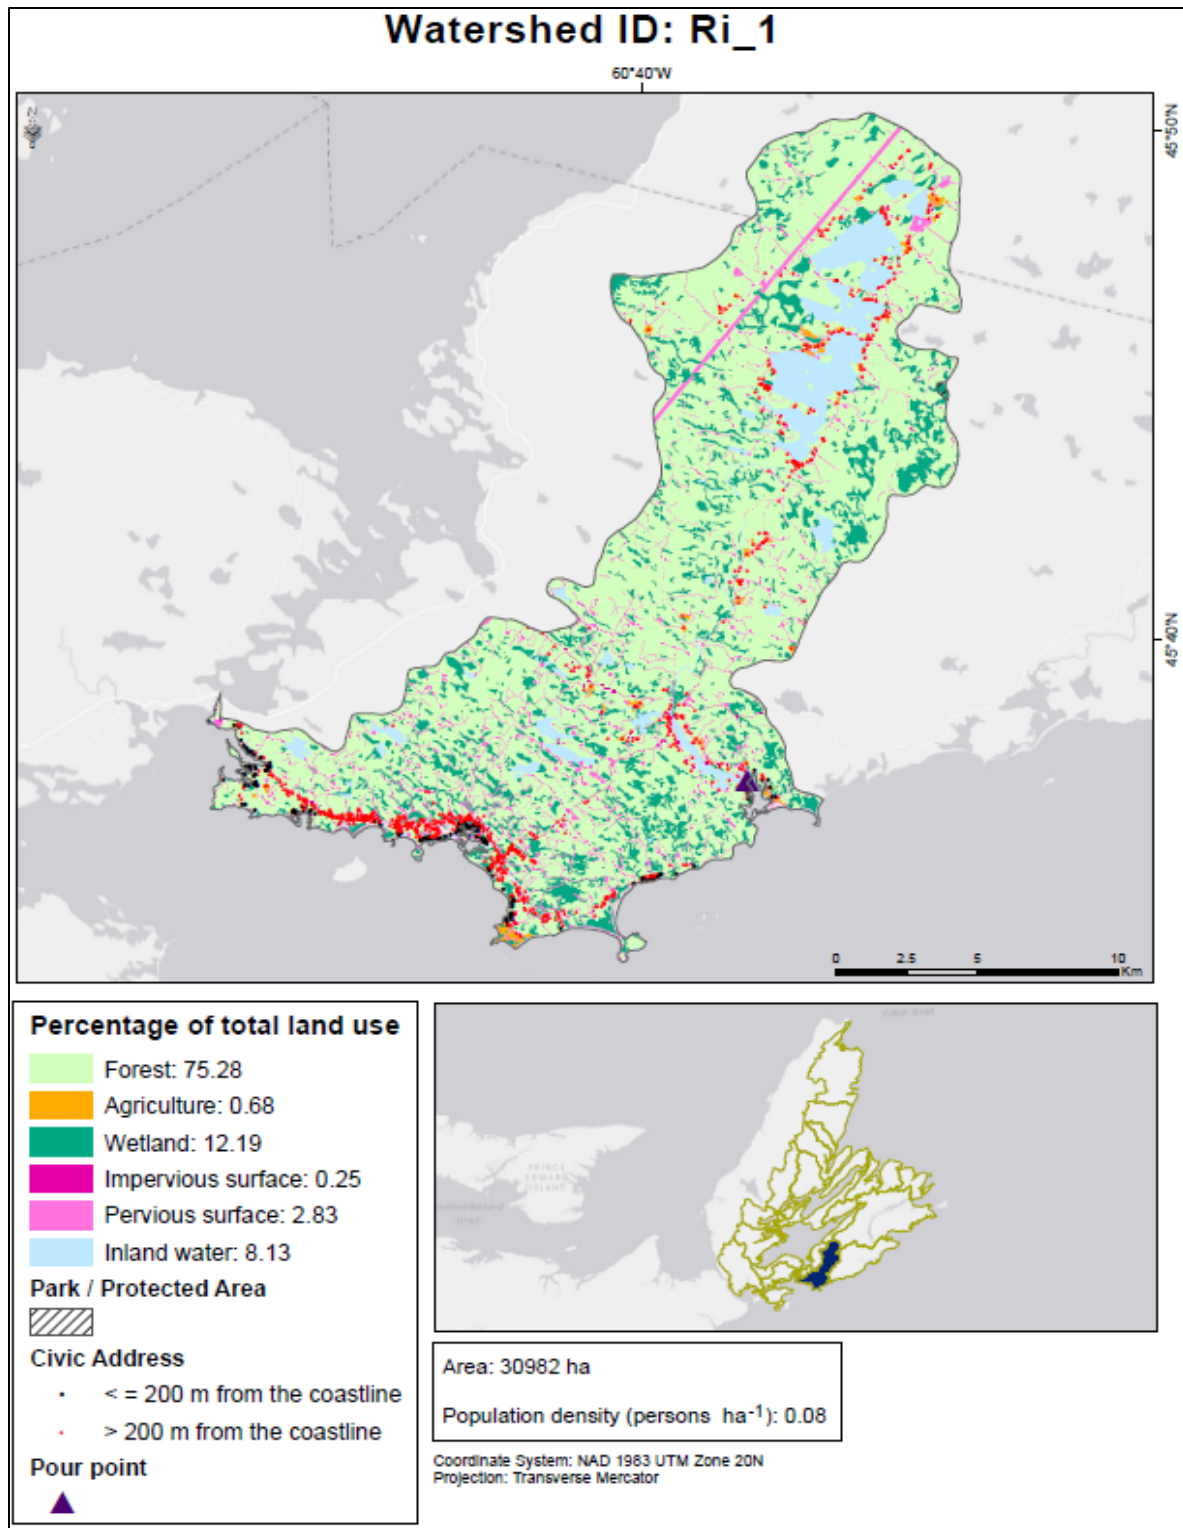 Watershed ID: Ri_1
60°40'W
45°50'N
45°40'N
0 2.5 5 10
Km
Percentage of total land use
Forest: 75.28
Agriculture: 0.68
Wetland: 12.19
Impervious surface: 0.25
Pervious surface: 2.83
Inland water: 8.13
Park / Protected Area
Civic Address
< = 200 m from the coastline
> 200 m from the coastline
Pour point
PRINCE
EDWARD
ISLAND
Area: 30982 ha
Population density (persons ha-1): 0.08
Coordinate System: NAD 1983 UTM Zone 20N
Projection: Transverse Mercator